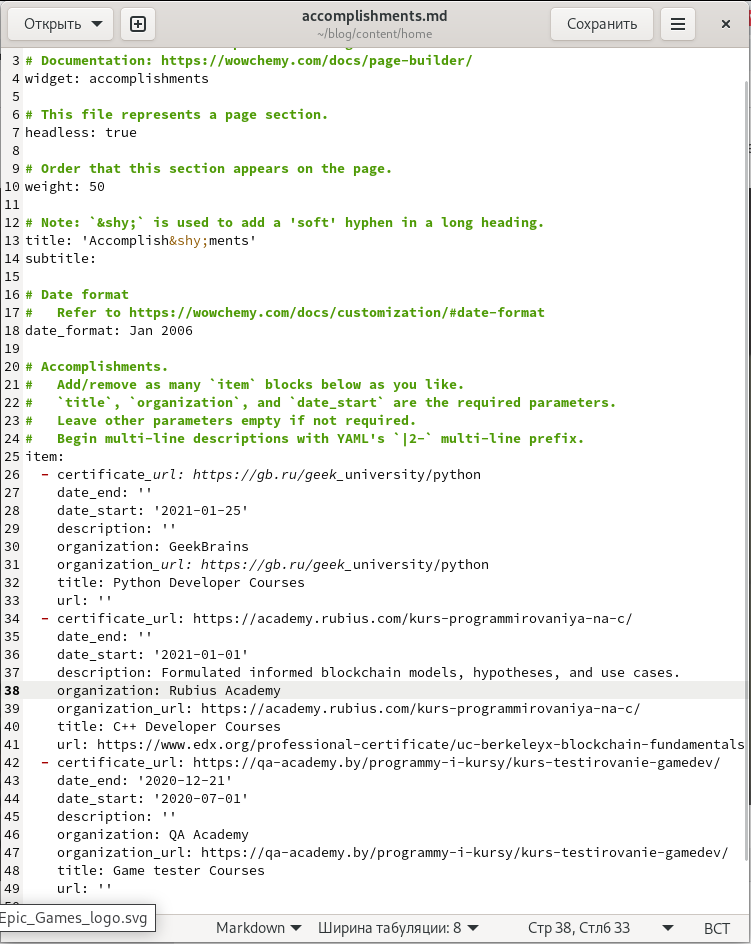 Открыть
accomplishments.md
~/blog/content/home
Сохранить
3 # Documentation: https://wowchemy.com/docs/page-builder/
4 widget: accomplishments
5
6 # This file represents a page section.
7 headless: true
8
9 # Order that this section appears on the page.
10 weight: 50
11
12 # Note: `&shy;` is used to add a 'soft' hyphen in a long heading.
13 title: 'Accomplish&shy;ments'
14 subtitle:
15
16 # Date format
17 #   Refer to https://wowchemy.com/docs/customization/#date-format
18 date_format: Jan 2006
19
20 # Accomplishments.
21 #   Add/remove as many `item` blocks below as you like.
22 #   `title`, `organization`, and `date_start` are the required parameters.
23 #   Leave other parameters empty if not required.
24 #   Begin multi-line descriptions with YAML's `|2-` multi-line prefix.
25 item:
26   - certificate_url: https://gb.ru/geek_university/python
27     date_end: ''
28     date_start: '2021-01-25'
29     description: ''
30     organization: GeekBrains
31     organization_url: https://gb.ru/geek_university/python
32     title: Python Developer Courses
33     url: ''
34   - certificate_url: https://academy.rubius.com/kurs-programmirovaniya-na-c/
35     date_end: ''
36     date_start: '2021-01-01'
37     description: Formulated informed blockchain models, hypotheses, and use cases.
38     organization: Rubius Academy
39     organization_url: https://academy.rubius.com/kurs-programmirovaniya-na-c/
40     title: C++ Developer Courses
41     url: https://www.edx.org/professional-certificate/uc-berkeleyx-blockchain-fundamentals
42   - certificate_url: https://qa-academy.by/programmy-i-kursy/kurs-testirovanie-gamedev/
43     date_end: '2020-12-21'
44     date_start: '2020-07-01'
45     description: ''
46     organization: QA Academy
47     organization_url: https://qa-academy.by/programmy-i-kursy/kurs-testirovanie-gamedev/
48     title: Game tester Courses
49     url: ''
Epic_Games_logo.svg
Markdown
Ширина табуляции: 8
Стр 38, Стлб 33
ВСТ